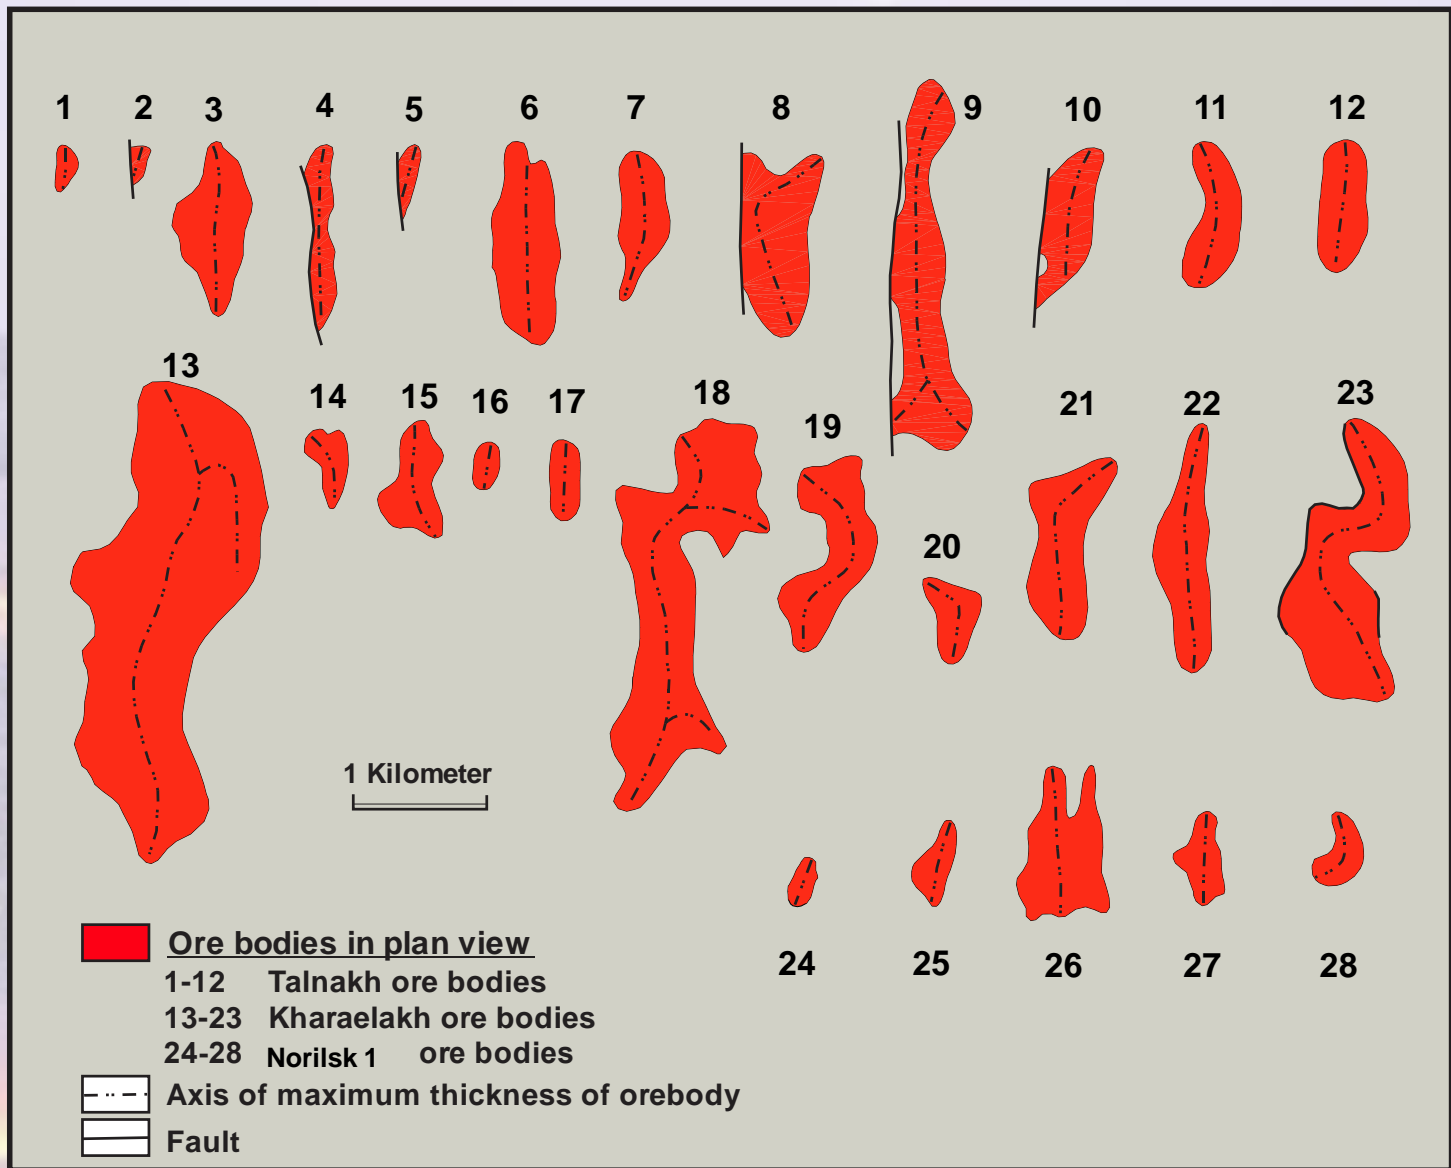 1 2 3 4 5 6 7 8 9 10 11 12
13 14 15 16 17 18 19 20 21 22 23
1 Kilometer
24 25 26 27 28
Ore bodies in plan view
1-12 Talnakh ore bodies
13-23 Kharaelakh ore bodies
24-28 Norilsk 1 ore bodies
Axis of maximum thickness of orebody
Fault